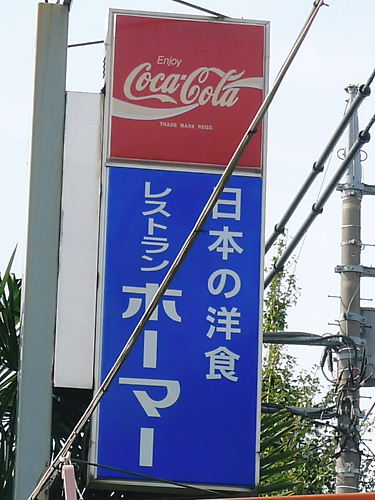 Enjoy
Coca-Cola
TRADE MARK REGD.
日本の洋食
レストラン
ホーマー